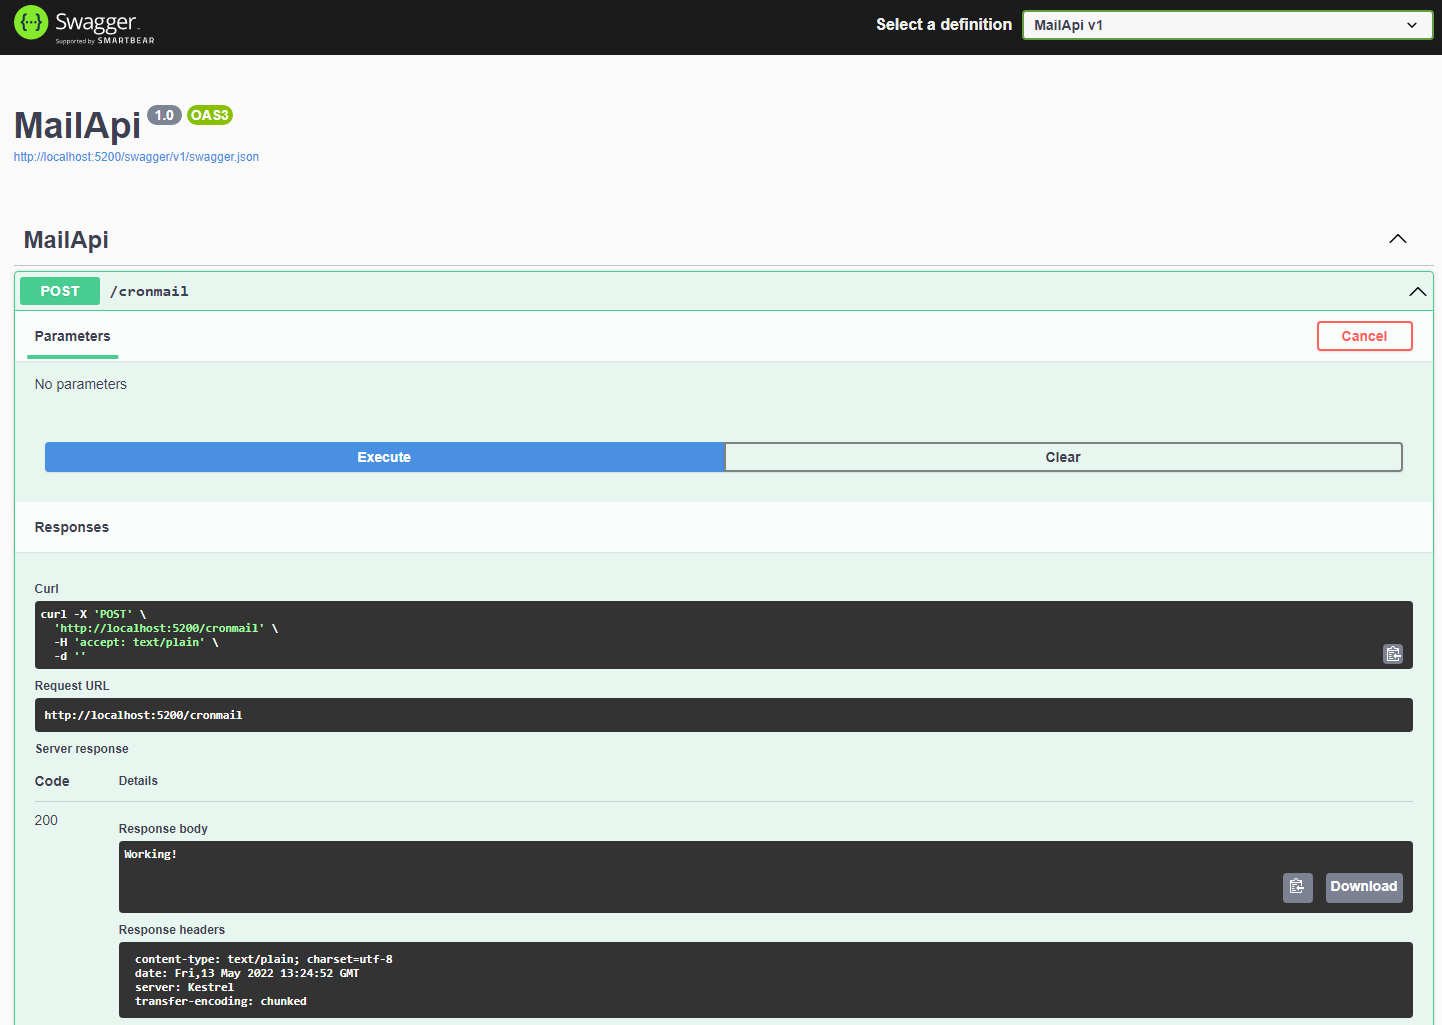 Swagger.
Supported by SMARTBEAR
Select a definition
MailApi v1
MailApi 1.0 OAS3
http://localhost:5200/swagger/v1/swagger.json
MailApi
POST /cronmail
Parameters
Cancel
No parameters
Execute
Clear
Responses
Curl
curl -X 'POST' \
'http://localhost:5200/cronmail' \
-H 'accept: text/plain' \
-d ''
Request URL
http://localhost:5200/cronmail
Server response
Code Details
200
Response body
Working!
Download
Response headers
content-type: text/plain; charset=utf-8
date: Fri,13 May 2022 13:24:52 GMT
server: Kestrel
transfer-encoding: chunked